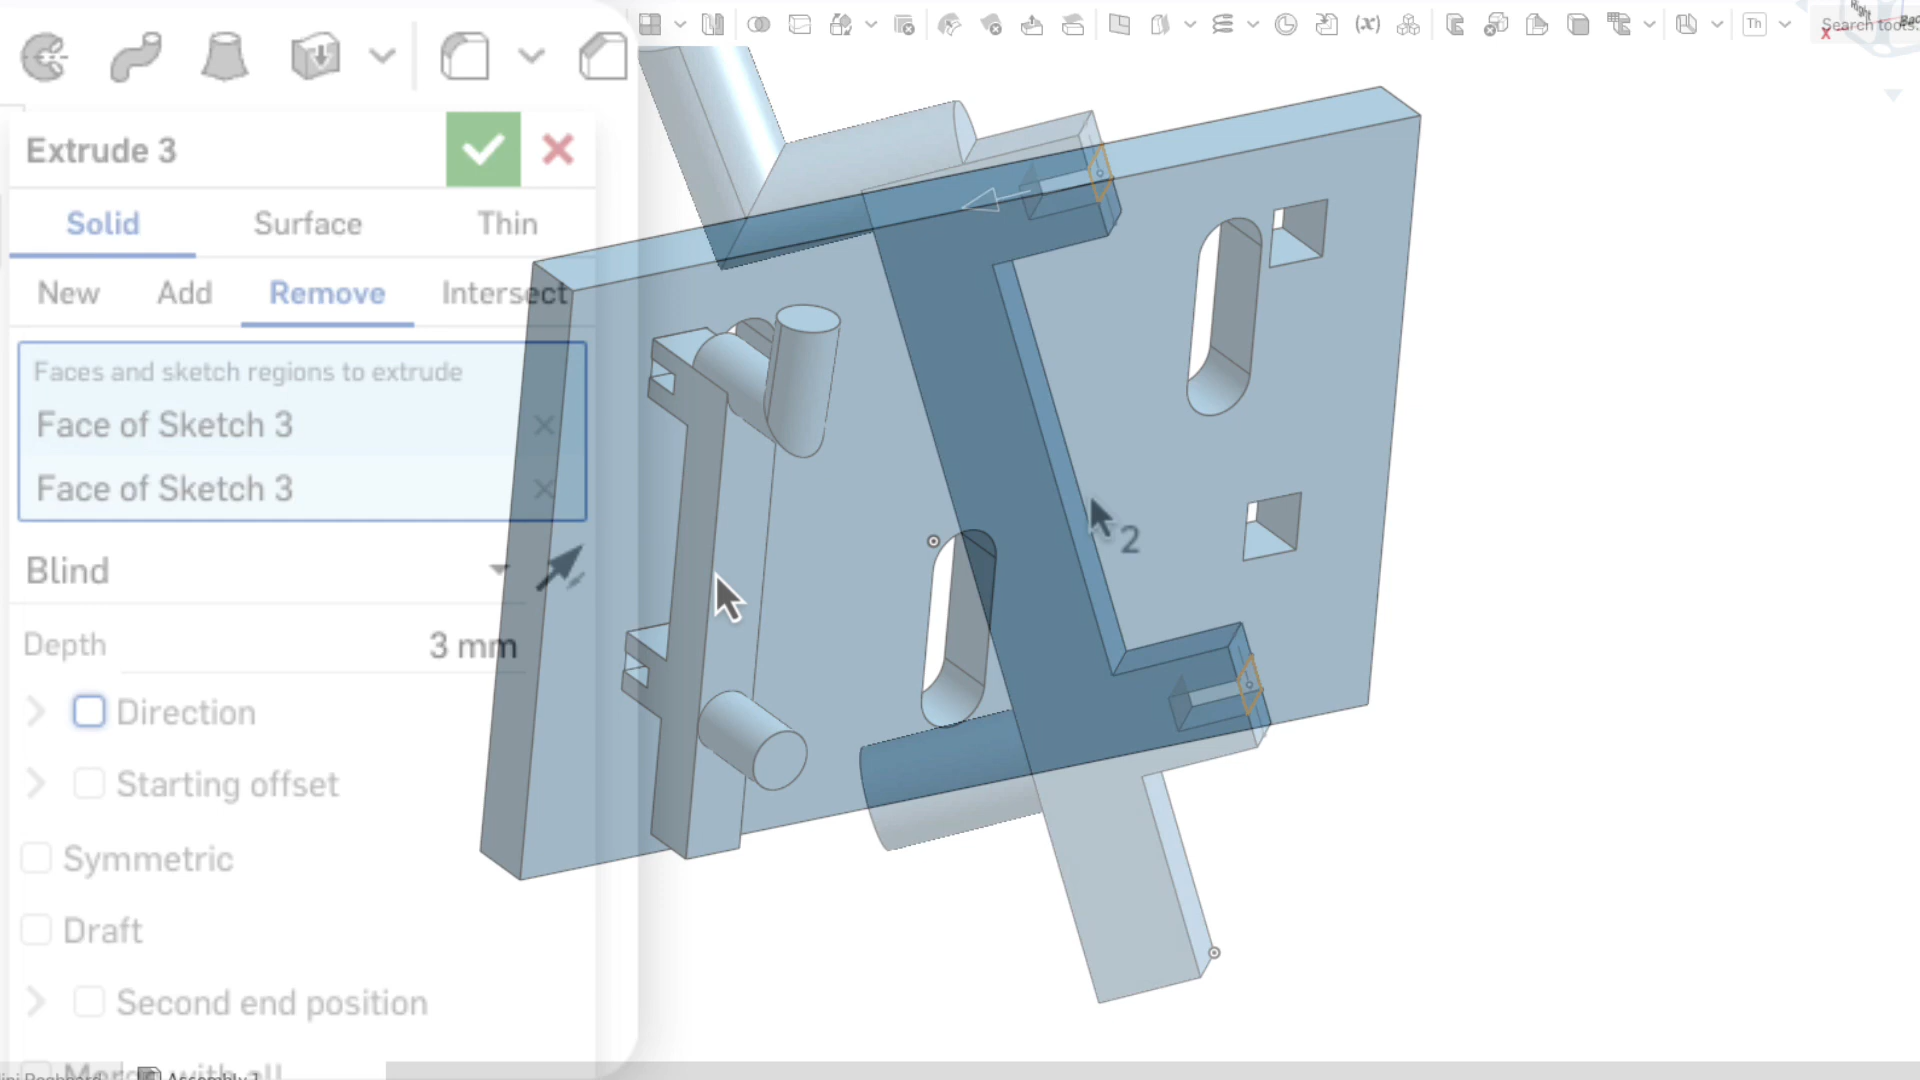 Th
Search tools.
Right
X
Extrude 3
Solid Surface Thin
New Add Remove Intersect
Faces and sketch regions to extrude
Face of Sketch 3
Face of Sketch 3
Blind
Depth 3 mm
Direction
Starting offset
Symmetric
Draft
Second end position
Assembly 1
2
(x)